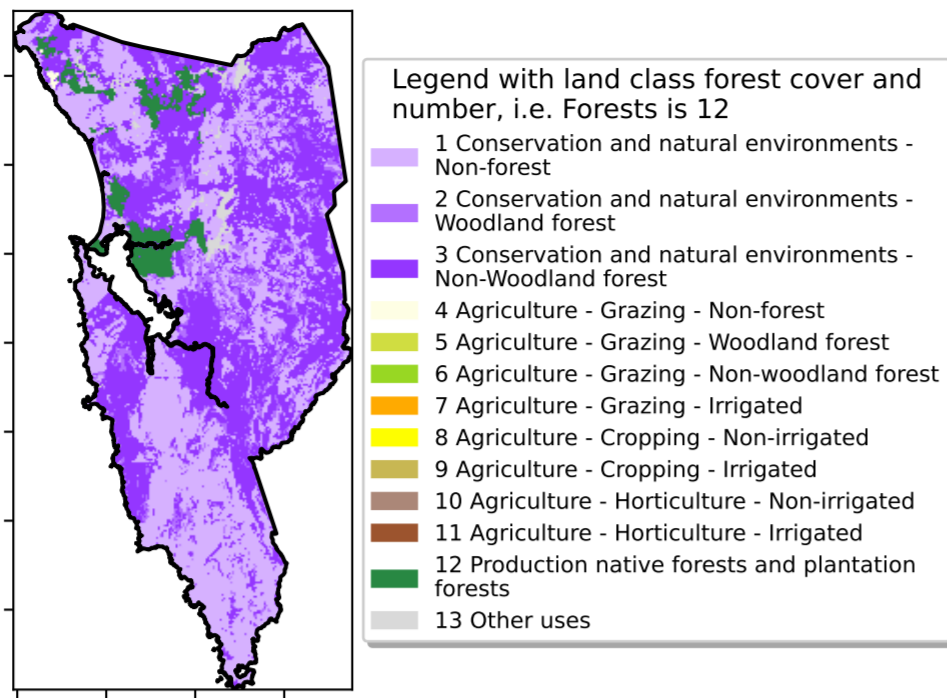 Legend with land class forest cover and
number, i.e. Forests is 12
1 Conservation and natural environments -
Non-forest
2 Conservation and natural environments -
Woodland forest
3 Conservation and natural environments -
Non-Woodland forest
4 Agriculture - Grazing - Non-forest
5 Agriculture - Grazing - Woodland forest
6 Agriculture - Grazing - Non-woodland forest
7 Agriculture - Grazing - Irrigated
8 Agriculture - Cropping - Non-irrigated
9 Agriculture - Cropping - Irrigated
10 Agriculture - Horticulture - Non-irrigated
11 Agriculture - Horticulture - Irrigated
12 Production native forests and plantation
forests
13 Other uses